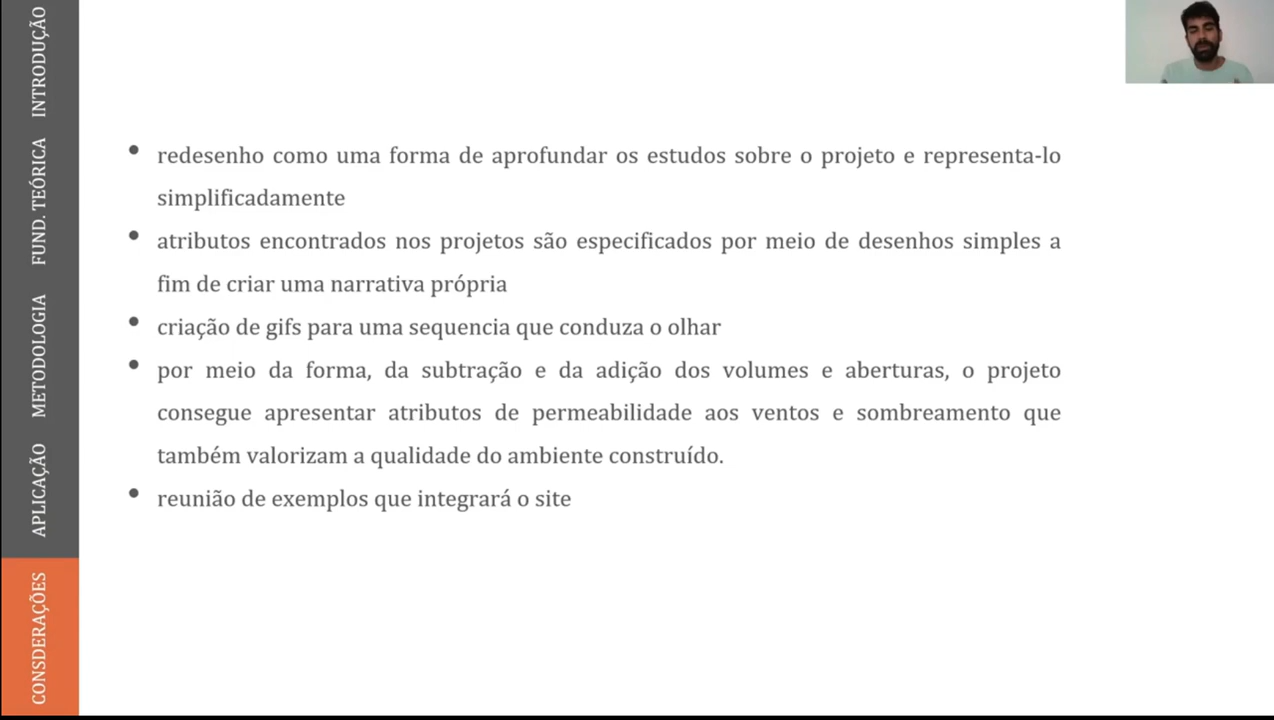 INTRODUÇÃO
FUND. TEÓRICA
METODOLOGIA
APLICAÇÃO
CONSDERAÇÕES
• redesenho como uma forma de aprofundar os estudos sobre o projeto e representa-lo
simplificadamente
• atributos encontrados nos projetos são especificados por meio de desenhos simples a
fim de criar uma narrativa própria
• criação de gifs para uma sequencia que conduza o olhar
• por meio da forma, da subtração e da adição dos volumes e aberturas, o projeto
consegue apresentar atributos de permeabilidade aos ventos e sombreamento que
também valorizam a qualidade do ambiente construído.
• reunião de exemplos que integrará o site